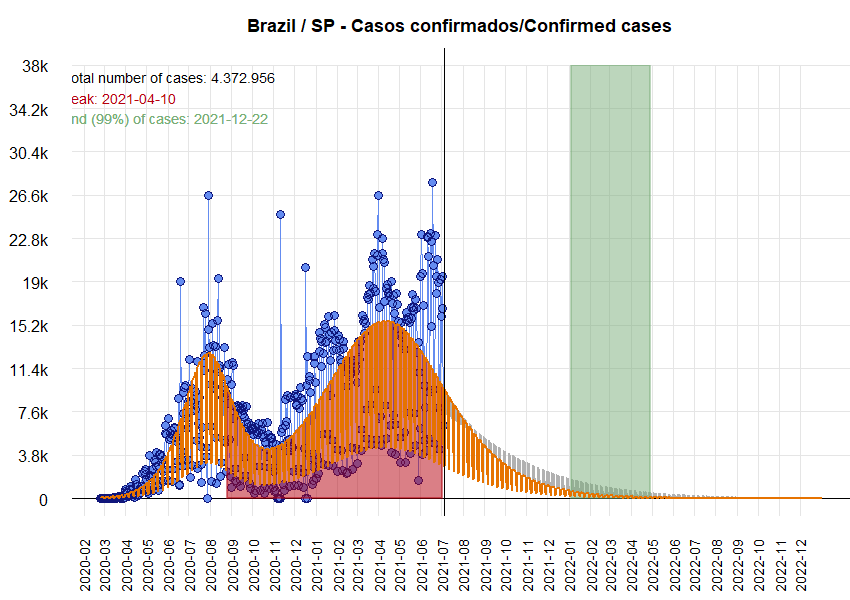 Brazil / SP - Casos confirmados/Confirmed cases
38k
34.2k
30.4k
26.6k
22.8k
19k
15.2k
11.4k
7.6k
3.8k
0
otal number of cases: 4.372.956
eak: 2021-04-10
nd (99%) of cases: 2021-12-22
2020-02
2020-03
2020-04
2020-05
2020-06
2020-07
2020-08
2020-09
2020-10
2020-11
2020-12
2021-01
2021-02
2021-03
2021-04
2021-05
2021-06
2021-07
2021-08
2021-09
2021-10
2021-11
2021-12
2022-01
2022-02
2022-03
2022-04
2022-05
2022-06
2022-07
2022-08
2022-09
2022-10
2022-11
2022-12